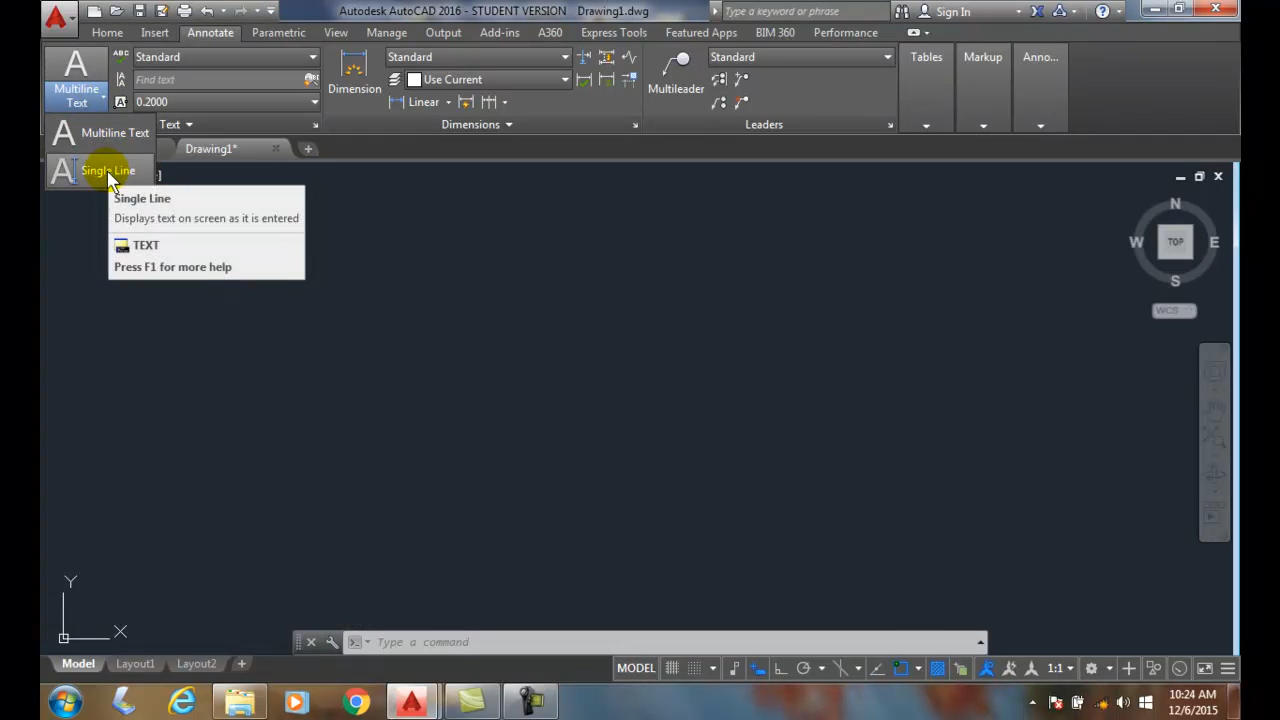 Autodesk AutoCAD 2016 - STUDENT VERSION Drawing1.dwg
Type a keyword or phrase
Sign In
Home Insert Annotate Parametric View Manage Output Add-ins A360 Express Tools Featured Apps BIM 360 Performance
Multiline
Text
Standard
Find text
0.2000
Text
Dimension
Standard
Use Current
Linear
Dimensions
Multileader
Standard
Leaders
Tables
Markup
Anno...
Multiline Text
Single Line
Drawing1*
Single Line
Displays text on screen as it is entered
TEXT
Press F1 for more help
N
W TOP E
S
WCS
Y
X
Type a command
Model Layout1 Layout2
MODEL
1:1
10:24 AM
12/6/2015